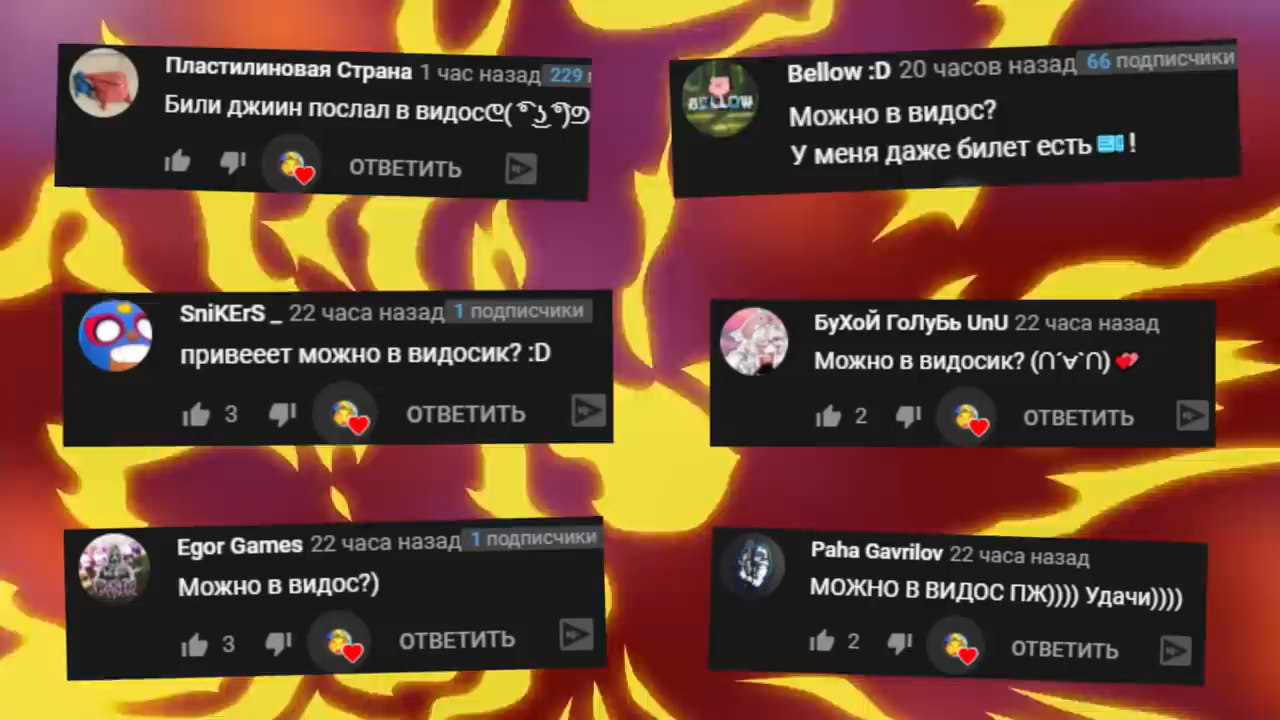 Пластилиновая Страна 1 час назад 229
Били джиин послал в видосᘓ( ͡° ͜ʖ ͡°)ᘐ
ОТВЕТИТЬ
Bellow :D 20 часов назад 66 подписчики
BELLOW
Можно в видос?
У меня даже билет есть 🎫!
SniKErS _ 22 часа назад 1 подписчики
привееет можно в видосик? :D
3 ОТВЕТИТЬ
БуХоЙ ГоЛуБь UnU 22 часа назад
Можно в видосик? (∩´∀`∩) 💕
2 ОТВЕТИТЬ
Egor Games 22 часа назад 1 подписчики
Можно в видос?)
3 ОТВЕТИТЬ
Paha Gavrilov 22 часа назад
МОЖНО В ВИДОС ПЖ)))) Удачи))))
2 ОТВЕТИТЬ